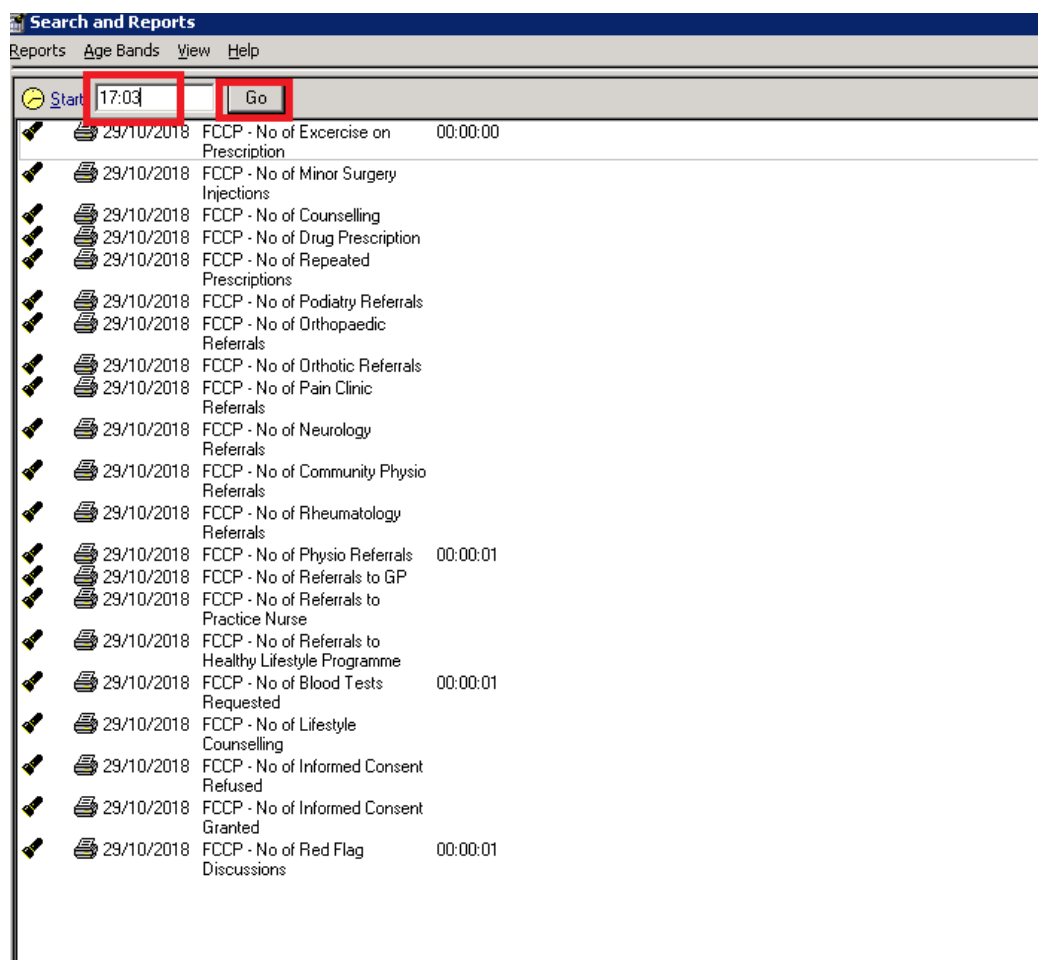 Search and Reports
Reports Age Bands View Help
Start 17:03 Go
29/10/2018 FCCP - No of Excercise on 00:00:00
Prescription
29/10/2018 FCCP - No of Minor Surgery
Injections
29/10/2018 FCCP - No of Counselling
29/10/2018 FCCP - No of Drug Prescription
29/10/2018 FCCP - No of Repeated
Prescriptions
29/10/2018 FCCP - No of Podiatry Referrals
29/10/2018 FCCP - No of Orthopaedic
Referrals
29/10/2018 FCCP - No of Orthotic Referrals
29/10/2018 FCCP - No of Pain Clinic
Referrals
29/10/2018 FCCP - No of Neurology
Referrals
29/10/2018 FCCP - No of Community Physio
Referrals
29/10/2018 FCCP - No of Rheumatology
Referrals
29/10/2018 FCCP - No of Physio Referrals 00:00:01
29/10/2018 FCCP - No of Referrals to GP
29/10/2018 FCCP - No of Referrals to
Practice Nurse
29/10/2018 FCCP - No of Referrals to
Healthy Lifestyle Programme
29/10/2018 FCCP - No of Blood Tests 00:00:01
Requested
29/10/2018 FCCP - No of Lifestyle
Counselling
29/10/2018 FCCP - No of Informed Consent
Refused
29/10/2018 FCCP - No of Informed Consent
Granted
29/10/2018 FCCP - No of Red Flag 00:00:01
Discussions